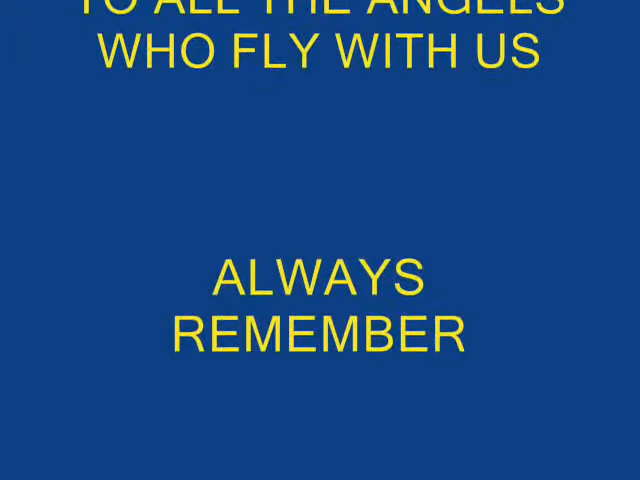 TO ALL THE ANGELS
WHO FLY WITH US
ALWAYS
REMEMBER